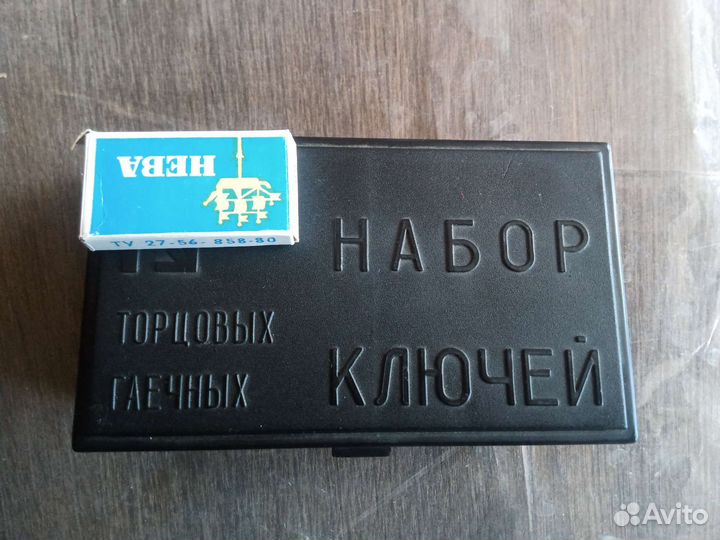 НЕВА
ТУ 27-56-858-80
НАБОР
ТОРЦОВЫХ
ГАЕЧНЫХ
КЛЮЧЕЙ
Avito